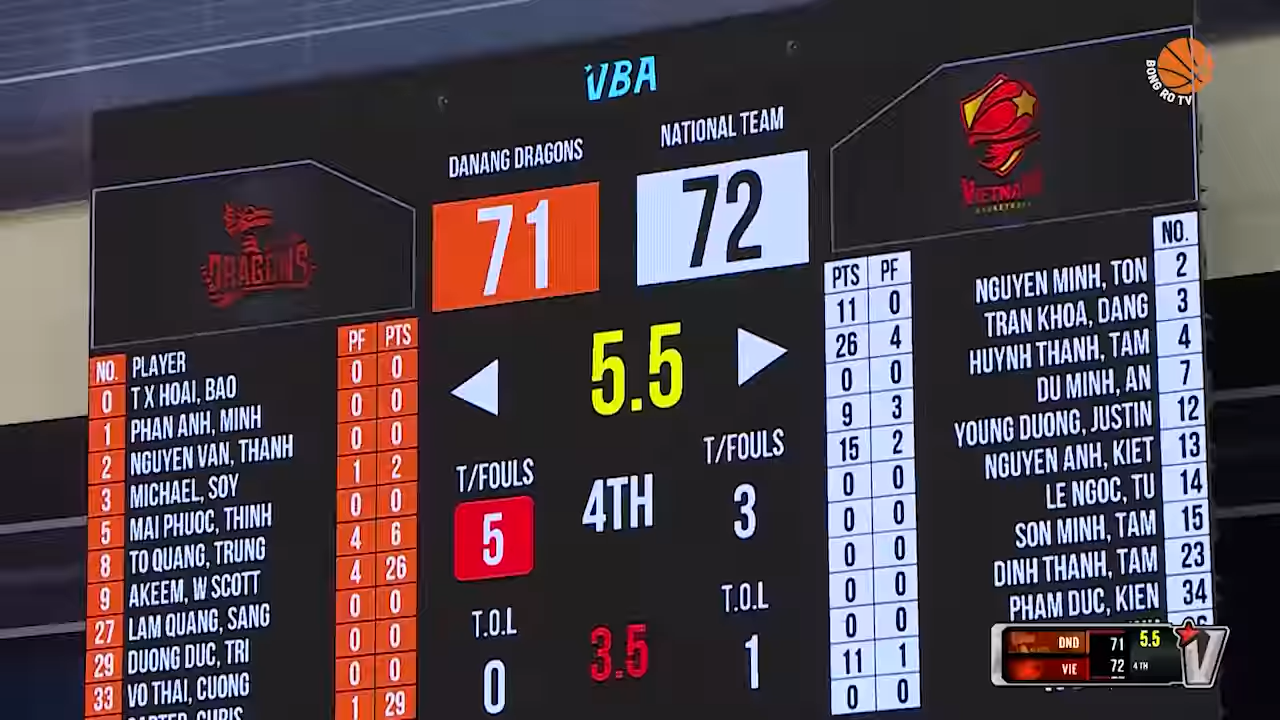 VBA
BONG RO TV
DANANG DRAGONS
NATIONAL TEAM
71
72
DRAGONS
VIETNAM
BASKETBALL
NO. PLAYER PF PTS
0 T X HOAI, BAO 0 0
1 PHAN ANH, MINH 0 0
2 NGUYEN VAN, THANH 0 0
3 MICHAEL, SOY 1 2
5 MAI PHUOC, THINH 0 0
8 TO QUANG, TRUNG 4 6
9 AKEEM, W SCOTT 4 26
27 LAM QUANG, SANG 0 0
29 DUONG DUC, TRI 0 0
33 VO THAI, CUONG 0 0
CARTER, CHRIS 1 29
5.5
T/FOULS
5
4TH
T/FOULS
3
T.O.L
0
3.5
T.O.L
1
PTS PF NO.
11 0 NGUYEN MINH, TON 2
26 4 TRAN KHOA, DANG 3
0 0 HUYNH THANH, TAM 4
9 3 DU MINH, AN 7
15 2 YOUNG DUONG, JUSTIN 12
0 0 NGUYEN ANH, KIET 13
0 0 LE NGOC, TU 14
0 0 SON MINH, TAM 15
0 0 DINH THANH, TAM 23
0 0 PHAM DUC, KIEN 34
11 1
0 0
DND 71 5.5
VIE 72 4TH
V